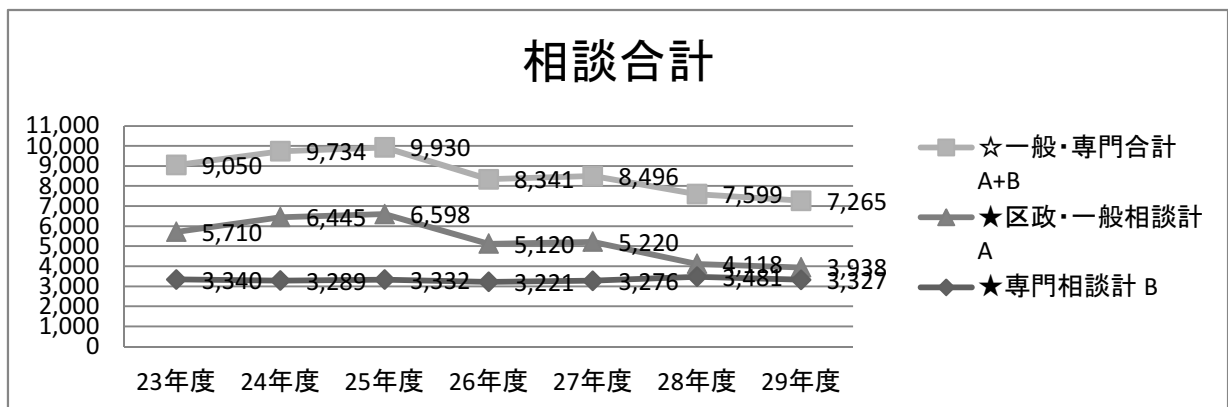 相談合計
11,000
10,000
9,000
8,000
7,000
6,000
5,000
4,000
3,000
2,000
1,000
0
9,050 9,734 9,930 8,341 8,496 7,599 7,265
5,710 6,445 6,598 5,120 5,220 4,118 3,938
3,340 3,289 3,332 3,221 3,276 3,481 3,327
23年度 24年度 25年度 26年度 27年度 28年度 29年度
☆一般・専門合計
A+B
★区政・一般相談計
A
★専門相談計 B